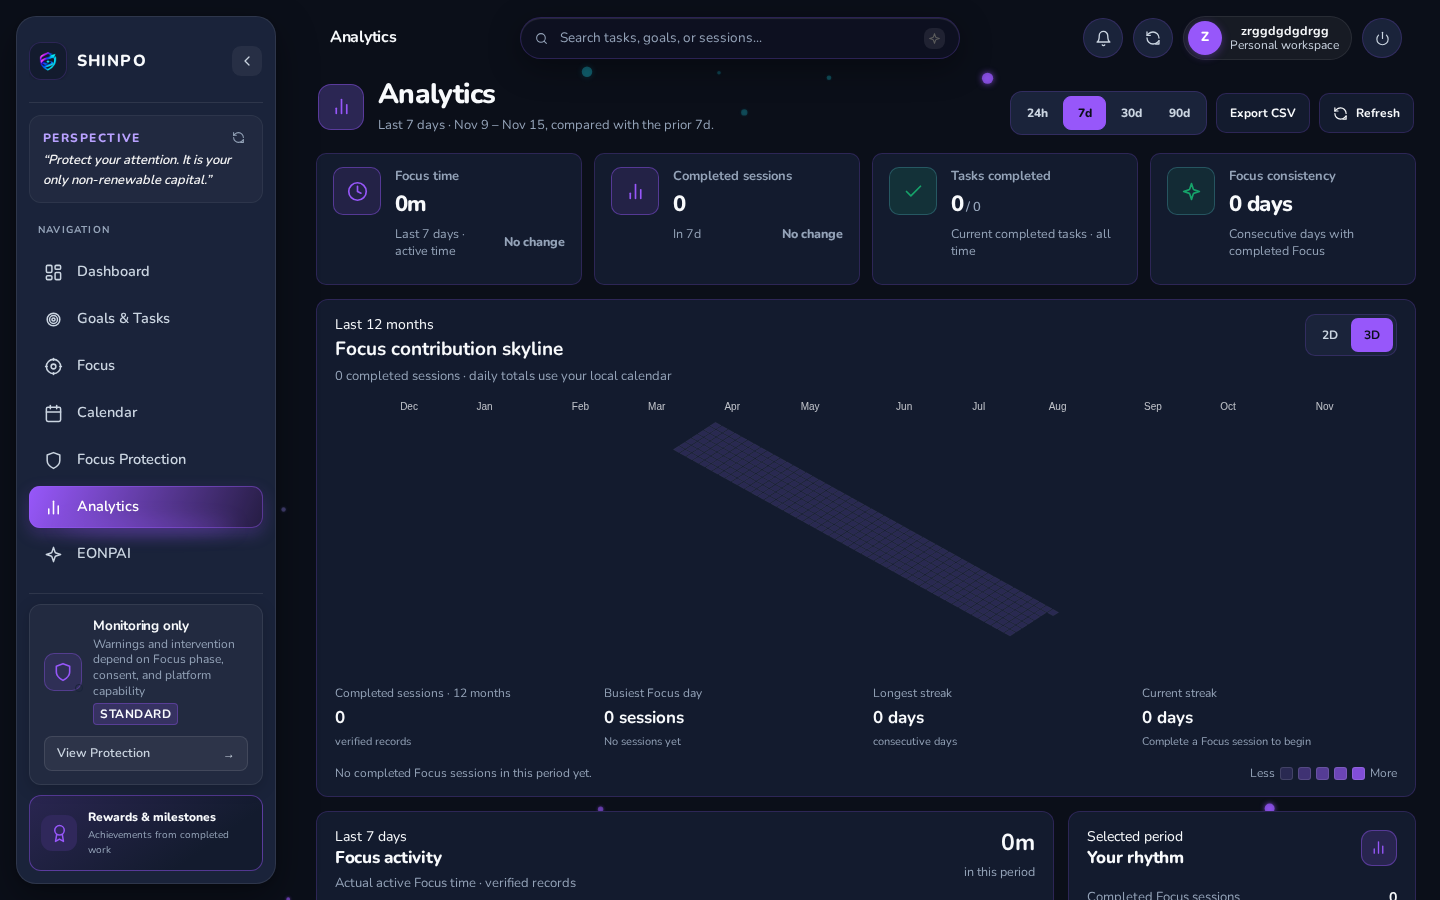 SHINPO
PERSPECTIVE
“Protect your attention. It is your
only non-renewable capital.”
NAVIGATION
Dashboard
Goals & Tasks
Focus
Calendar
Focus Protection
Analytics
EONPAI
Monitoring only
Warnings and intervention
depend on Focus phase,
consent, and platform
capability
STANDARD
View Protection →
Rewards & milestones
Achievements from completed
work
Analytics
Search tasks, goals, or sessions...
Z
zrggdgdgdrgg
Personal workspace
Analytics
Last 7 days · Nov 9 – Nov 15, compared with the prior 7d.
24h 7d 30d 90d
Export CSV
Refresh
Focus time
0m
Last 7 days ·
active time
No change
Completed sessions
0
In 7d
No change
Tasks completed
0 / 0
Current completed tasks · all
time
Focus consistency
0 days
Consecutive days with
completed Focus
Last 12 months
Focus contribution skyline
0 completed sessions · daily totals use your local calendar
2D 3D
Dec Jan Feb Mar Apr May Jun Jul Aug Sep Oct Nov
Completed sessions · 12 months
0
verified records
Busiest Focus day
0 sessions
No sessions yet
Longest streak
0 days
consecutive days
Current streak
0 days
Complete a Focus session to begin
No completed Focus sessions in this period yet.
Less More
Last 7 days
Focus activity
Actual active Focus time · verified records
0m
in this period
Selected period
Your rhythm
Completed Focus sessions 0